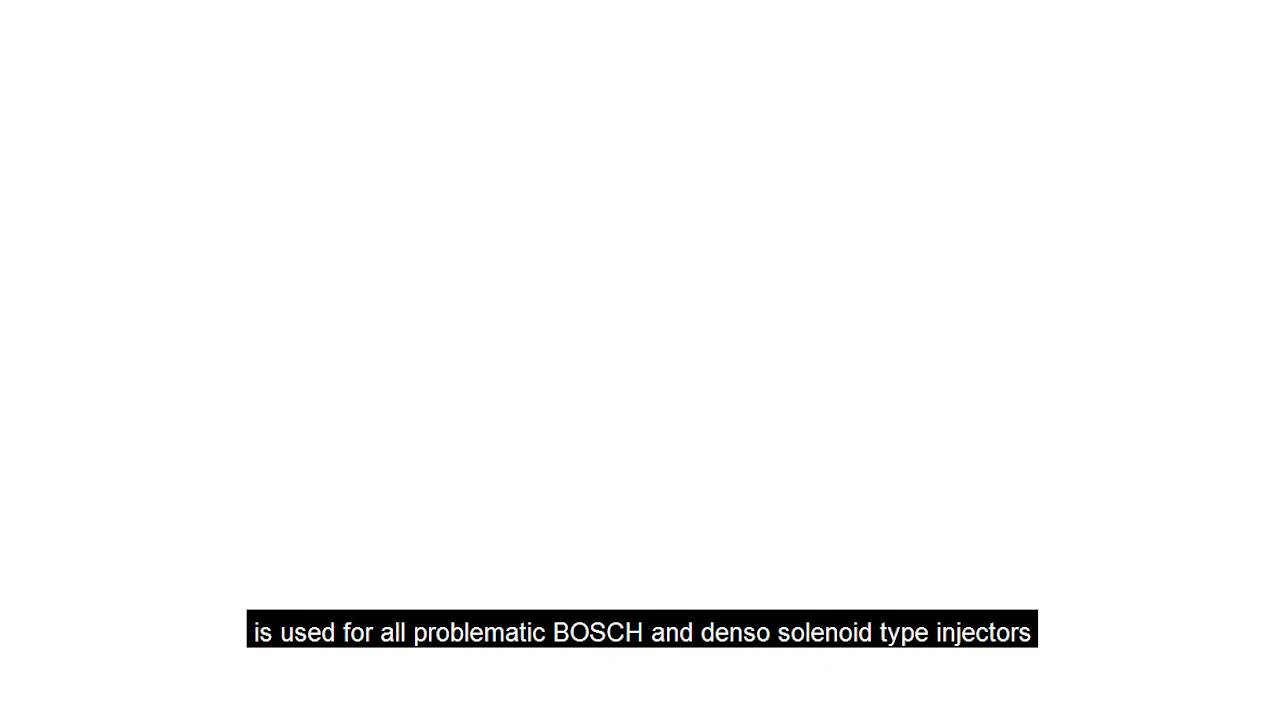 is used for all problematic BOSCH and denso solenoid type injectors